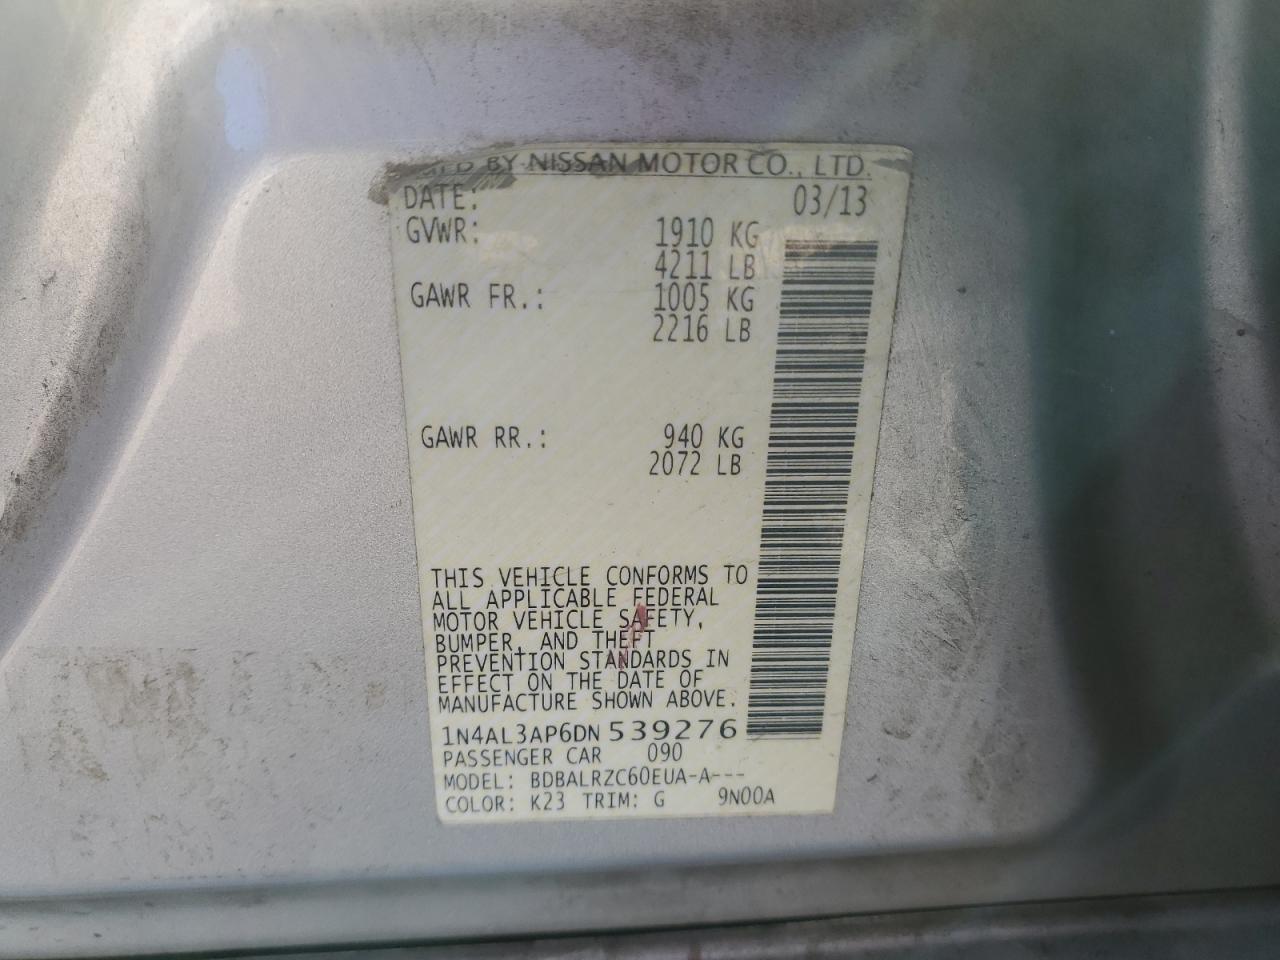 MFD BY NISSAN MOTOR CO., LTD.
DATE: 03/13
GVWR: 1910 KG
4211 LB
GAWR FR.: 1005 KG
2216 LB
GAWR RR.: 940 KG
2072 LB
THIS VEHICLE CONFORMS TO
ALL APPLICABLE FEDERAL
MOTOR VEHICLE SAFETY,
BUMPER, AND THEFT
PREVENTION STANDARDS IN
EFFECT ON THE DATE OF
MANUFACTURE SHOWN ABOVE.
1N4AL3AP6DN539276
PASSENGER CAR 090
MODEL: BDBALRZC60EUA-A---
COLOR: K23 TRIM: G 9N00A